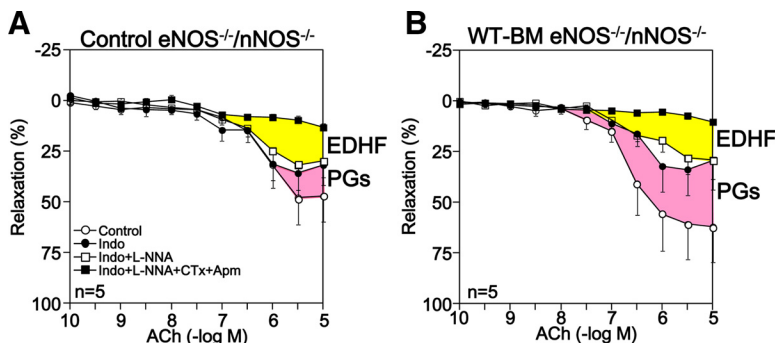 A
Control eNOS-/-/nNOS-/-
-25
0
25
50
75
100
Relaxation (%)
EDHF
PGs
Control
Indo
Indo+L-NNA
Indo+L-NNA+CTx+Apm
n=5
10 9 8 7 6 5
ACh (-log M)
B
WT-BM eNOS-/-/nNOS-/-
-25
0
25
50
75
100
Relaxation (%)
EDHF
PGs
n=5
10 9 8 7 6 5
ACh (-log M)